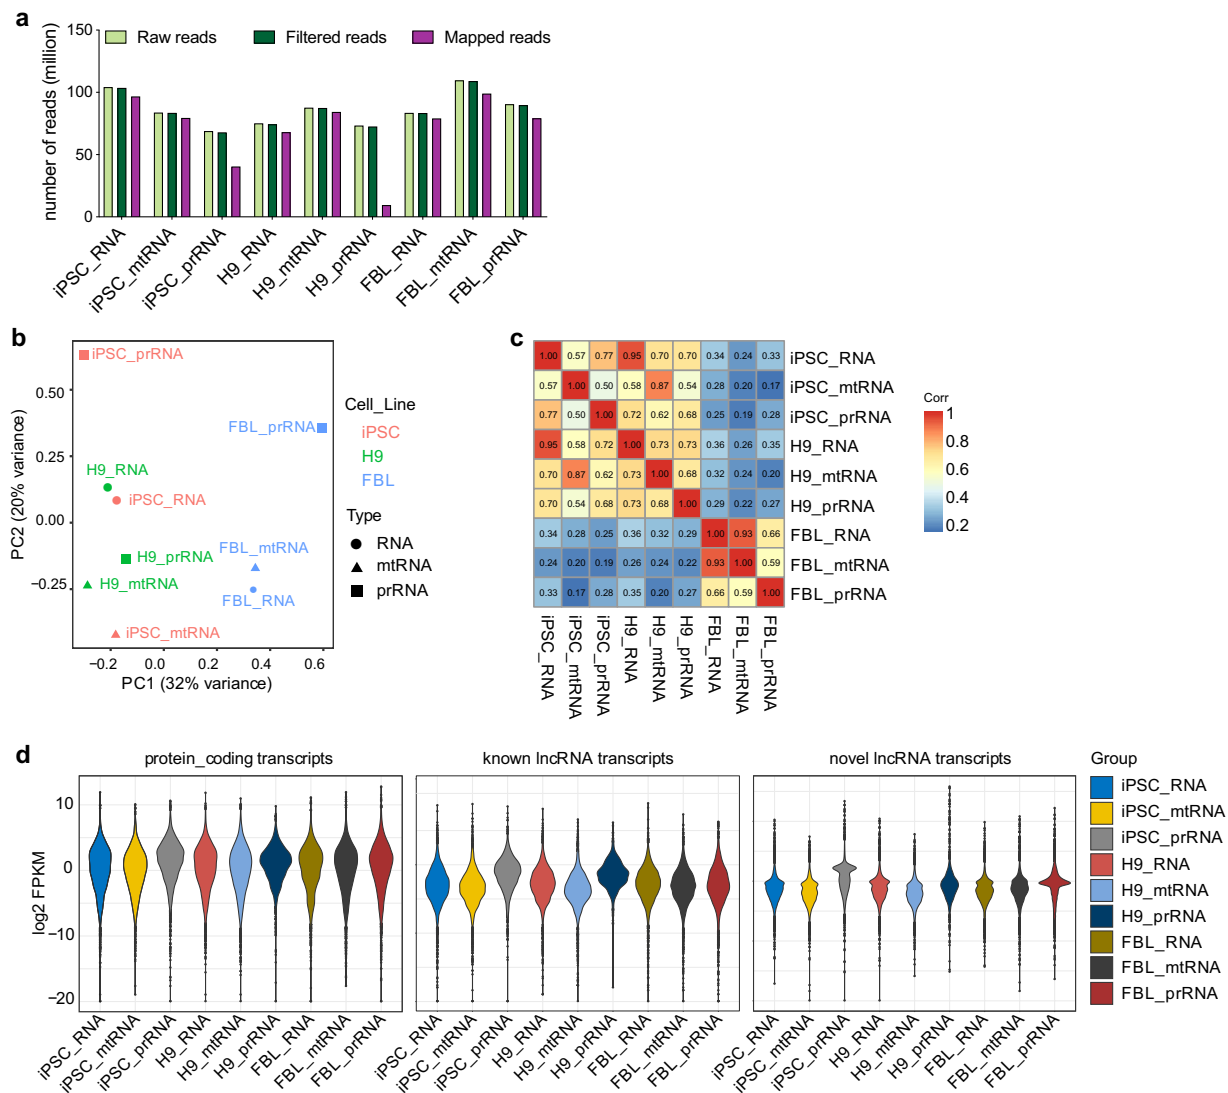 a
150
100
50
0
number of reads (million)
Raw reads
Filtered reads
Mapped reads
iPSC_RNA
iPSC_mtRNA
iPSC_prRNA
H9_RNA
H9_mtRNA
H9_prRNA
FBL_RNA
FBL_mtRNA
FBL_prRNA
b
iPSC_prRNA
FBL_prRNA
H9_RNA
iPSC_RNA
H9_prRNA
FBL_mtRNA
H9_mtRNA
FBL_RNA
iPSC_mtRNA
0.50
0.25
0.00
−0.25
PC2 (20% variance)
−0.2 0.0 0.2 0.4 0.6
PC1 (32% variance)
Cell_Line
iPSC
H9
FBL
Type
RNA
mtRNA
prRNA
c
1.00 0.57 0.77 0.95 0.70 0.70 0.34 0.24 0.33 iPSC_RNA
0.57 1.00 0.50 0.58 0.87 0.54 0.28 0.20 0.17 iPSC_mtRNA
0.77 0.50 1.00 0.72 0.62 0.68 0.25 0.19 0.28 iPSC_prRNA
0.95 0.58 0.72 1.00 0.73 0.73 0.36 0.26 0.35 H9_RNA
0.70 0.87 0.62 0.73 1.00 0.68 0.32 0.24 0.20 H9_mtRNA
0.70 0.54 0.68 0.73 0.68 1.00 0.29 0.22 0.27 H9_prRNA
0.34 0.28 0.25 0.36 0.32 0.29 1.00 0.93 0.66 FBL_RNA
0.24 0.20 0.19 0.26 0.24 0.22 0.93 1.00 0.59 FBL_mtRNA
0.33 0.17 0.28 0.35 0.20 0.27 0.66 0.59 1.00 FBL_prRNA
iPSC_RNA
iPSC_mtRNA
iPSC_prRNA
H9_RNA
H9_mtRNA
H9_prRNA
FBL_RNA
FBL_mtRNA
FBL_prRNA
Corr
1
0.8
0.6
0.4
0.2
d
protein_coding transcripts
known lncRNA transcripts
novel lncRNA transcripts
10
0
−10
−20
log2 FPKM
iPSC_RNA
iPSC_mtRNA
iPSC_prRNA
H9_RNA
H9_mtRNA
H9_prRNA
FBL_RNA
FBL_mtRNA
FBL_prRNA
iPSC_RNA
iPSC_mtRNA
iPSC_prRNA
H9_RNA
H9_mtRNA
H9_prRNA
FBL_RNA
FBL_mtRNA
FBL_prRNA
iPSC_RNA
iPSC_mtRNA
iPSC_prRNA
H9_RNA
H9_mtRNA
H9_prRNA
FBL_RNA
FBL_mtRNA
FBL_prRNA
Group
iPSC_RNA
iPSC_mtRNA
iPSC_prRNA
H9_RNA
H9_mtRNA
H9_prRNA
FBL_RNA
FBL_mtRNA
FBL_prRNA